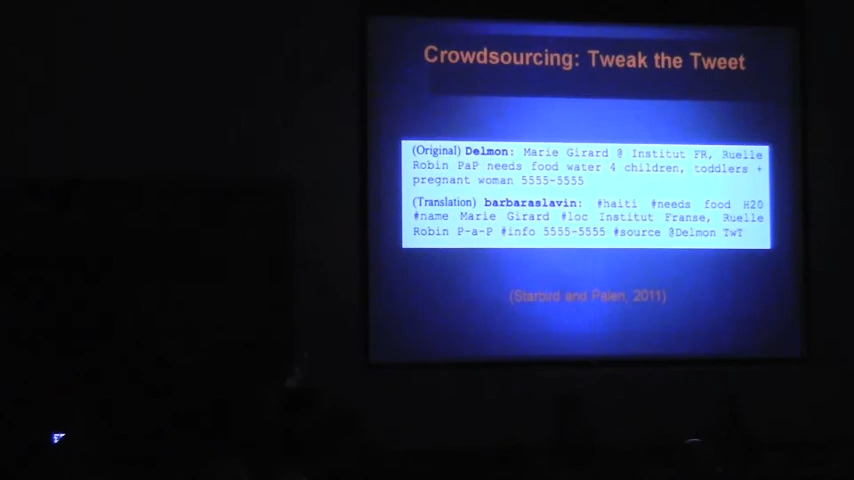 Crowdsourcing: Tweak the Tweet
(Original) Delmon: Marie Girard @ Institut FR, Ruelle
Robin PaP needs food water 4 children, toddlers +
pregnant woman 5555-5555
(Translation) barbaraslavin: #haiti #needs food H2O
#name Marie Girard #loc Institut Franse, Ruelle
Robin P-a-P #info 5555-5555 #source @Delmon TwT
(Starbird and Palen, 2011)